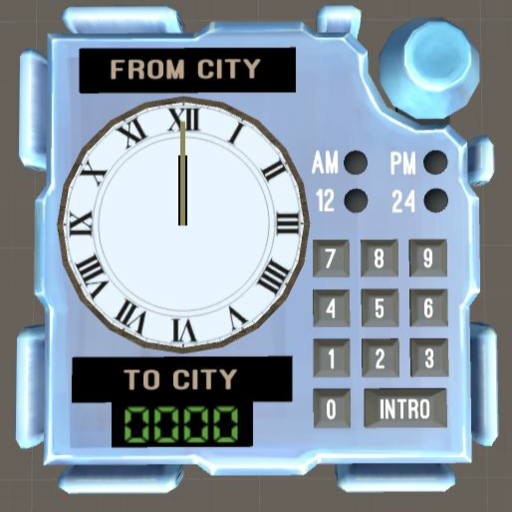 FROM CITY
XII
I
II
III
IIII
V
VI
VII
VIII
IX
X
XI
AM PM
12 24
7 8 9
4 5 6
1 2 3
0 INTRO
TO CITY
0000